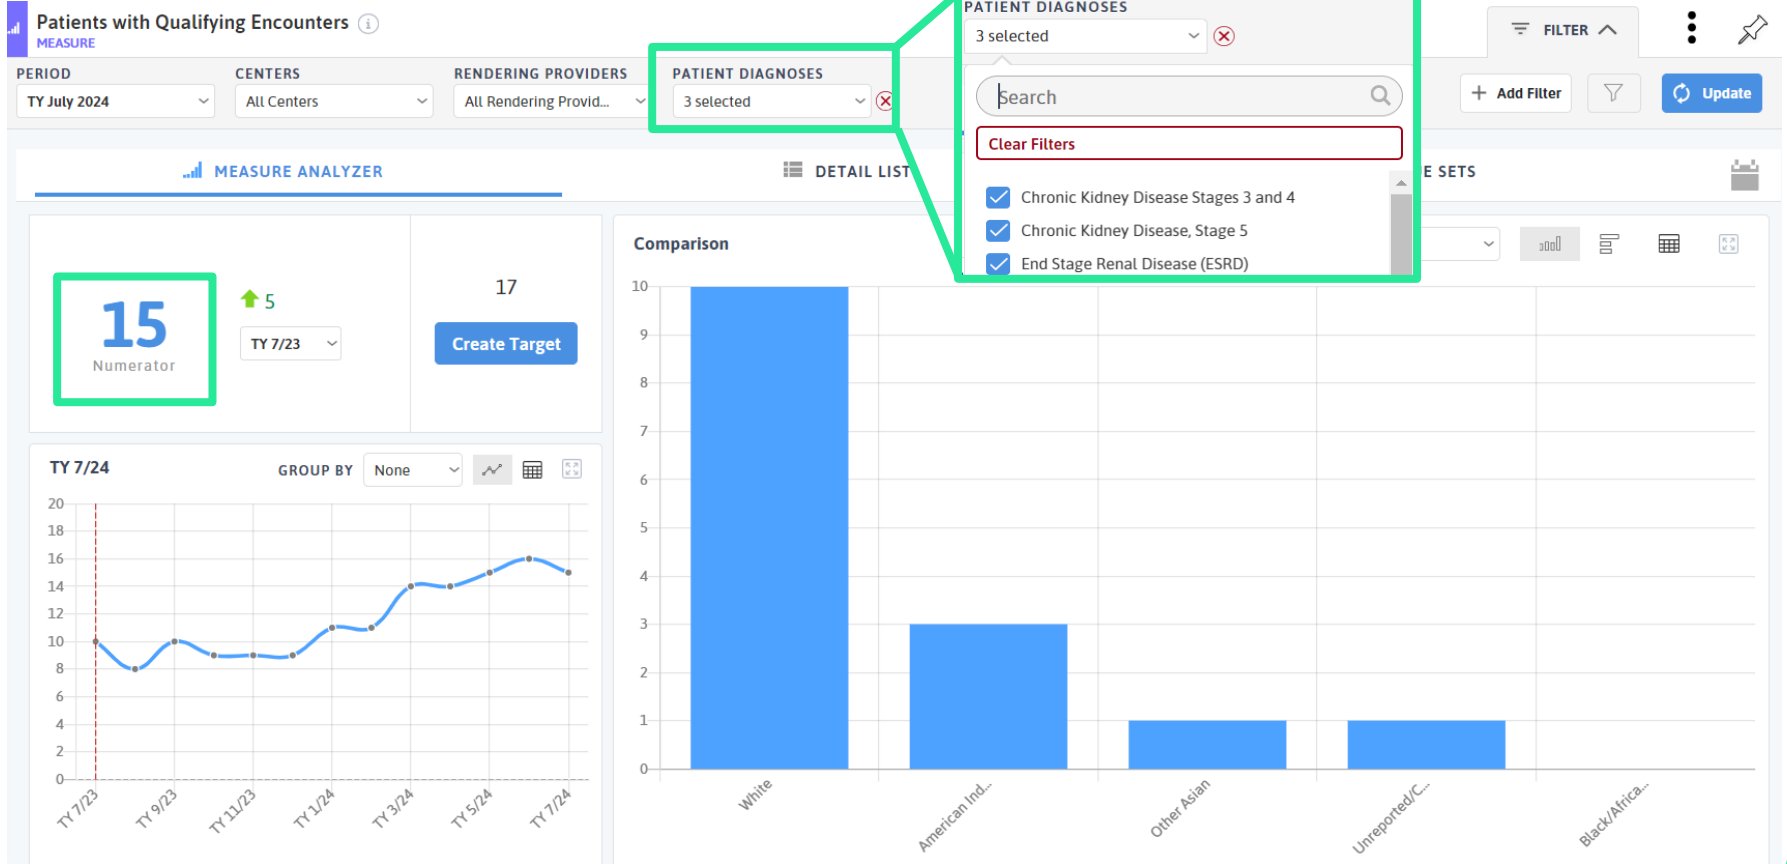 Patients with Qualifying Encounters
MEASURE
PERIOD
TY July 2024
CENTERS
All Centers
RENDERING PROVIDERS
All Rendering Provid...
PATIENT DIAGNOSES
3 selected
PATIENT DIAGNOSES
3 selected
Search
Clear Filters
Chronic Kidney Disease Stages 3 and 4
Chronic Kidney Disease, Stage 5
End Stage Renal Disease (ESRD)
FILTER
+ Add Filter
Update
MEASURE ANALYZER
DETAIL LIST
E SETS
15
Numerator
5
TY 7/23
17
Create Target
TY 7/24
GROUP BY
None
20
18
16
14
12
10
8
6
4
2
0
TY 7/23
TY 9/23
TY 11/23
TY 1/24
TY 3/24
TY 5/24
TY 7/24
Comparison
10
9
8
7
6
5
4
3
2
1
0
White
American Ind...
Other Asian
Unreported/C...
Black/Africa...